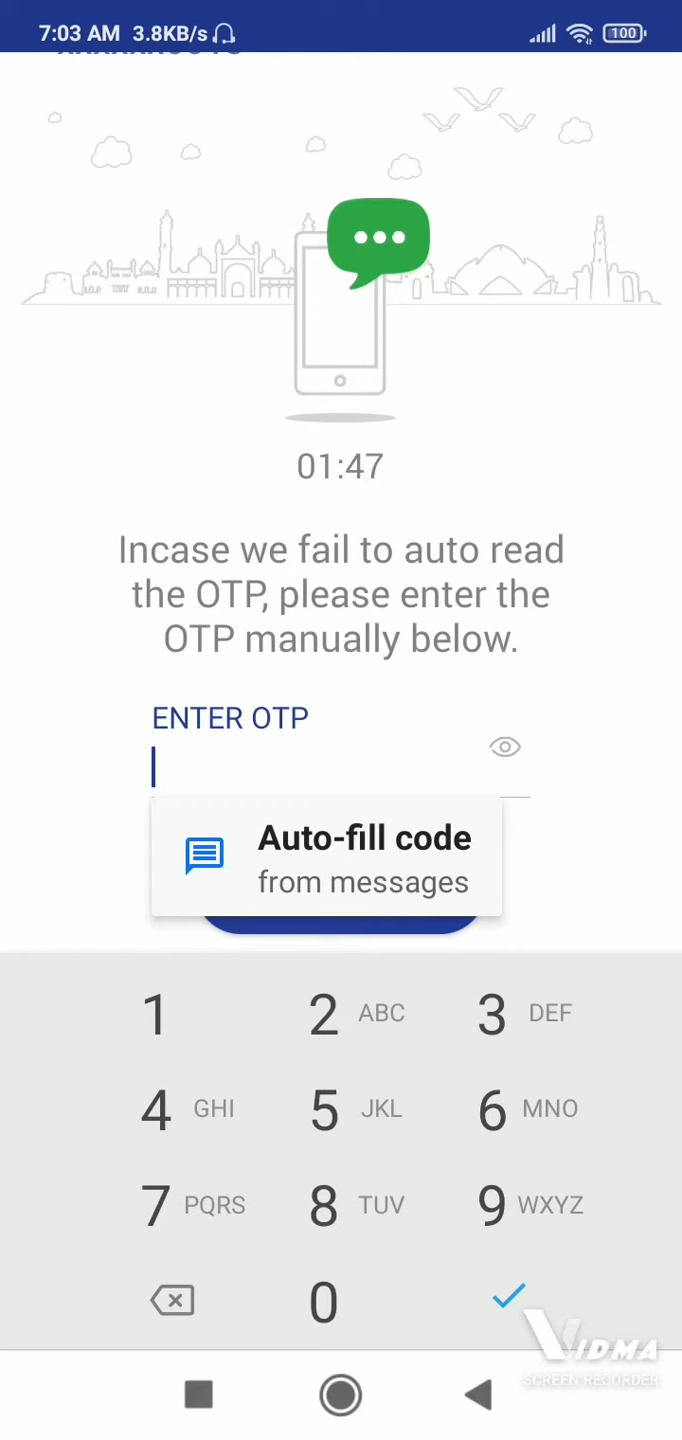 7:03 AM 3.8KB/s 100
01:47
Incase we fail to auto read
the OTP, please enter the
OTP manually below.
ENTER OTP
Auto-fill code
from messages
1 2 ABC 3 DEF
4 GHI 5 JKL 6 MNO
7 PQRS 8 TUV 9 WXYZ
0
VIDMA
SCREEN RECORDER